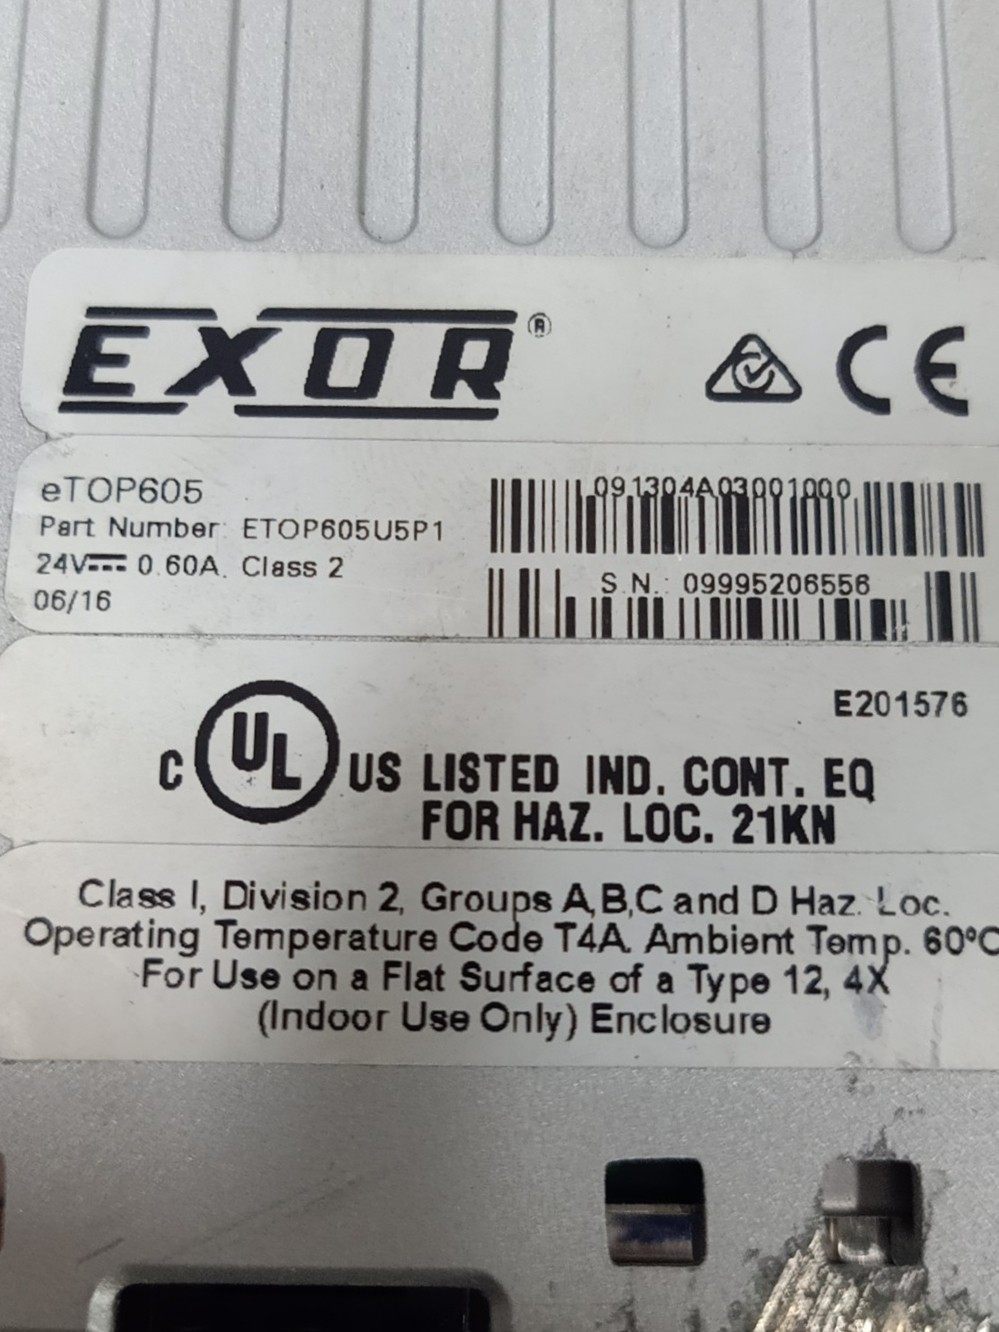 EXOR®
CE
eTOP605
Part Number: ETOP605U5P1
24V⎓ 0.60A, Class 2
06/16
091304A03001000
S.N.: 09995206556
E201576
C UL US LISTED IND. CONT. EQ
FOR HAZ. LOC. 21KN
Class I, Division 2, Groups A,B,C and D Haz. Loc.
Operating Temperature Code T4A. Ambient Temp. 60ºC
For Use on a Flat Surface of a Type 12, 4X
(Indoor Use Only) Enclosure